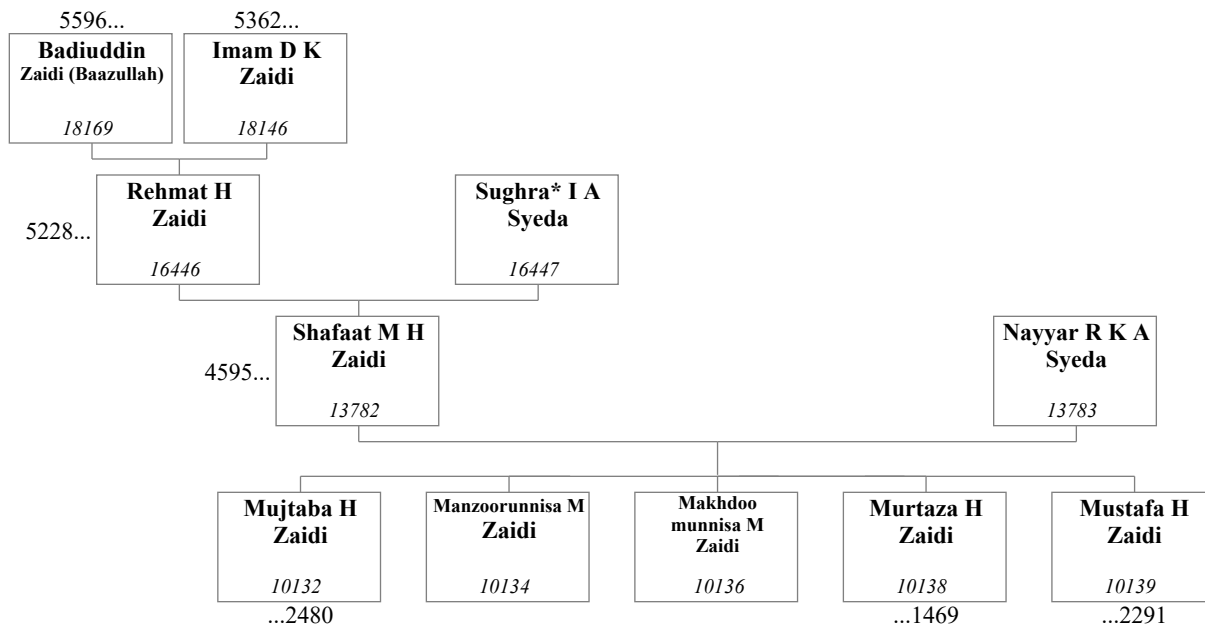 5596...
5362...
Badiuddin
Zaidi (Baazullah)
18169
Imam D K
Zaidi
18146
Rehmat H
Zaidi
16446
5228...
Sughra* I A
Syeda
16447
Shafaat M H
Zaidi
13782
4595...
Nayyar R K A
Syeda
13783
Mujtaba H
Zaidi
10132
...2480
Manzoorunnisa M
Zaidi
10134
Makhdoo
munnisa M
Zaidi
10136
Murtaza H
Zaidi
10138
...1469
Mustafa H
Zaidi
10139
...2291